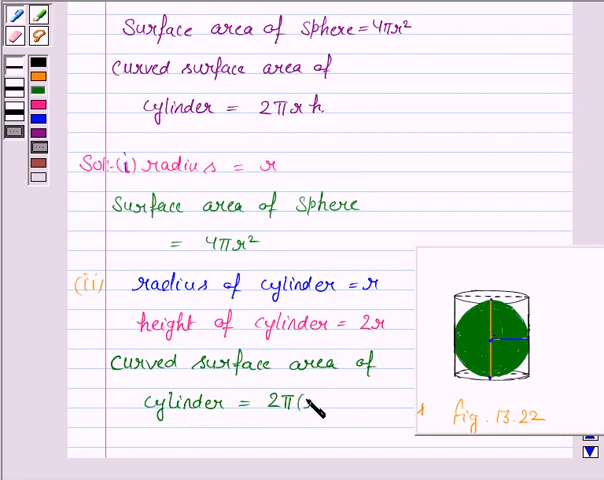 Surface area of sphere = 4πr²
Curved surface area of
cylinder = 2πrh
Sol:-(i) radius = r
Surface area of sphere
= 4πr²
(ii) radius of cylinder = r
height of cylinder = 2r
Curved surface area of
cylinder = 2π(
fig. 13.22